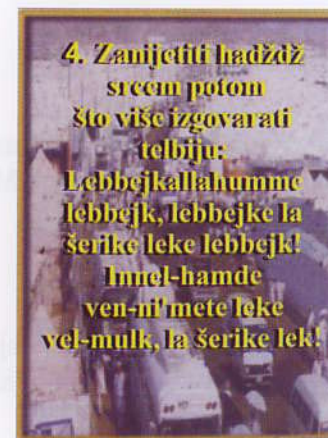 4. Zanijetiti hadždž
srcem potom
što više izgovarati
telbiju:
Lebbejkallahumme
lebbejk, lebbejke la
šerike leke lebbejk!
Innel-hamde
ven-ni'mete leke
vel-mulk, la šerike lek!